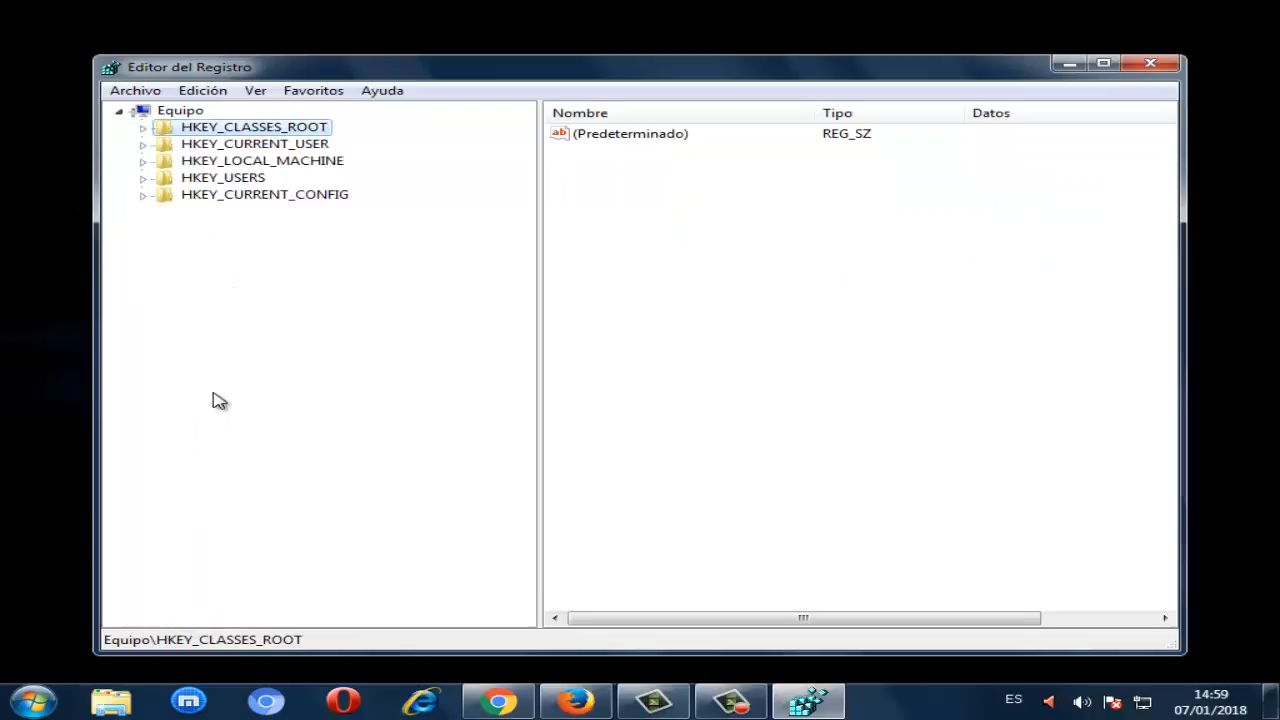 Editor del Registro
Archivo Edición Ver Favoritos Ayuda
Equipo
HKEY_CLASSES_ROOT
HKEY_CURRENT_USER
HKEY_LOCAL_MACHINE
HKEY_USERS
HKEY_CURRENT_CONFIG
Nombre Tipo Datos
(Predeterminado) REG_SZ
Equipo\HKEY_CLASSES_ROOT
ES
14:59
07/01/2018